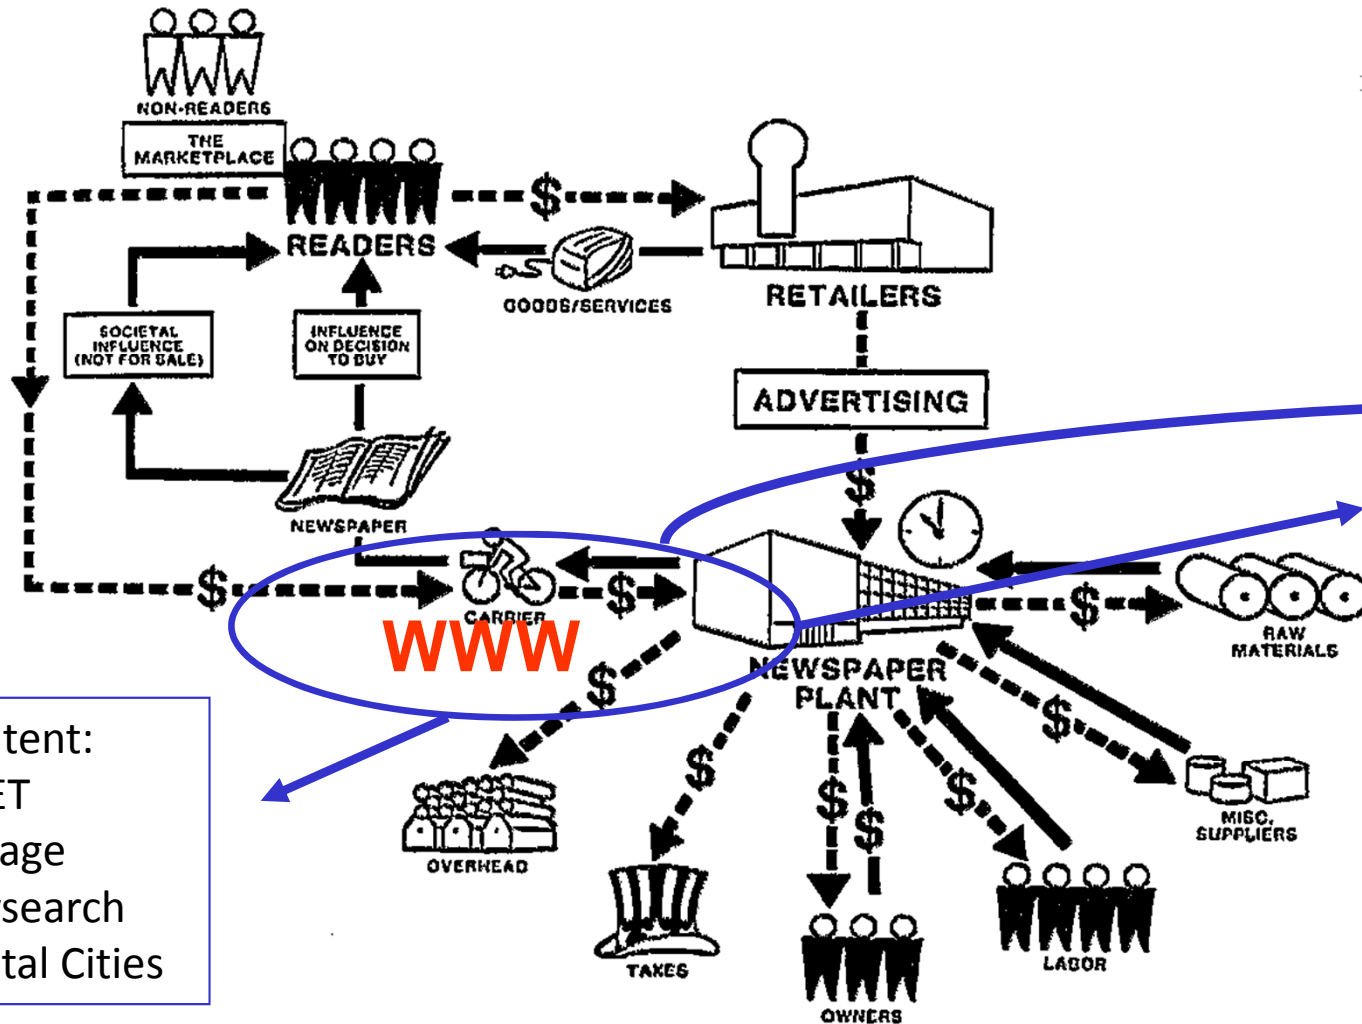 NON-READERS
THE
MARKETPLACE
$
READERS
GOODS/SERVICES
RETAILERS
SOCIETAL
INFLUENCE
(NOT FOR SALE)
INFLUENCE
ON DECISION
TO BUY
ADVERTISING
$
NEWSPAPER
$
CARRIER
$
$
RAW
MATERIALS
WWW
NEWSPAPER
PLANT
$
$
$
$
$
$
MISC.
SUPPLIERS
OVERHEAD
TAXES
OWNERS
LABOR
tent:
ET
age
rsearch
tal Cities